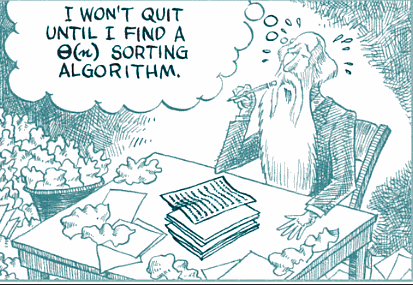 I WON'T QUIT
UNTIL I FIND A
Θ(n) SORTING
ALGORITHM.